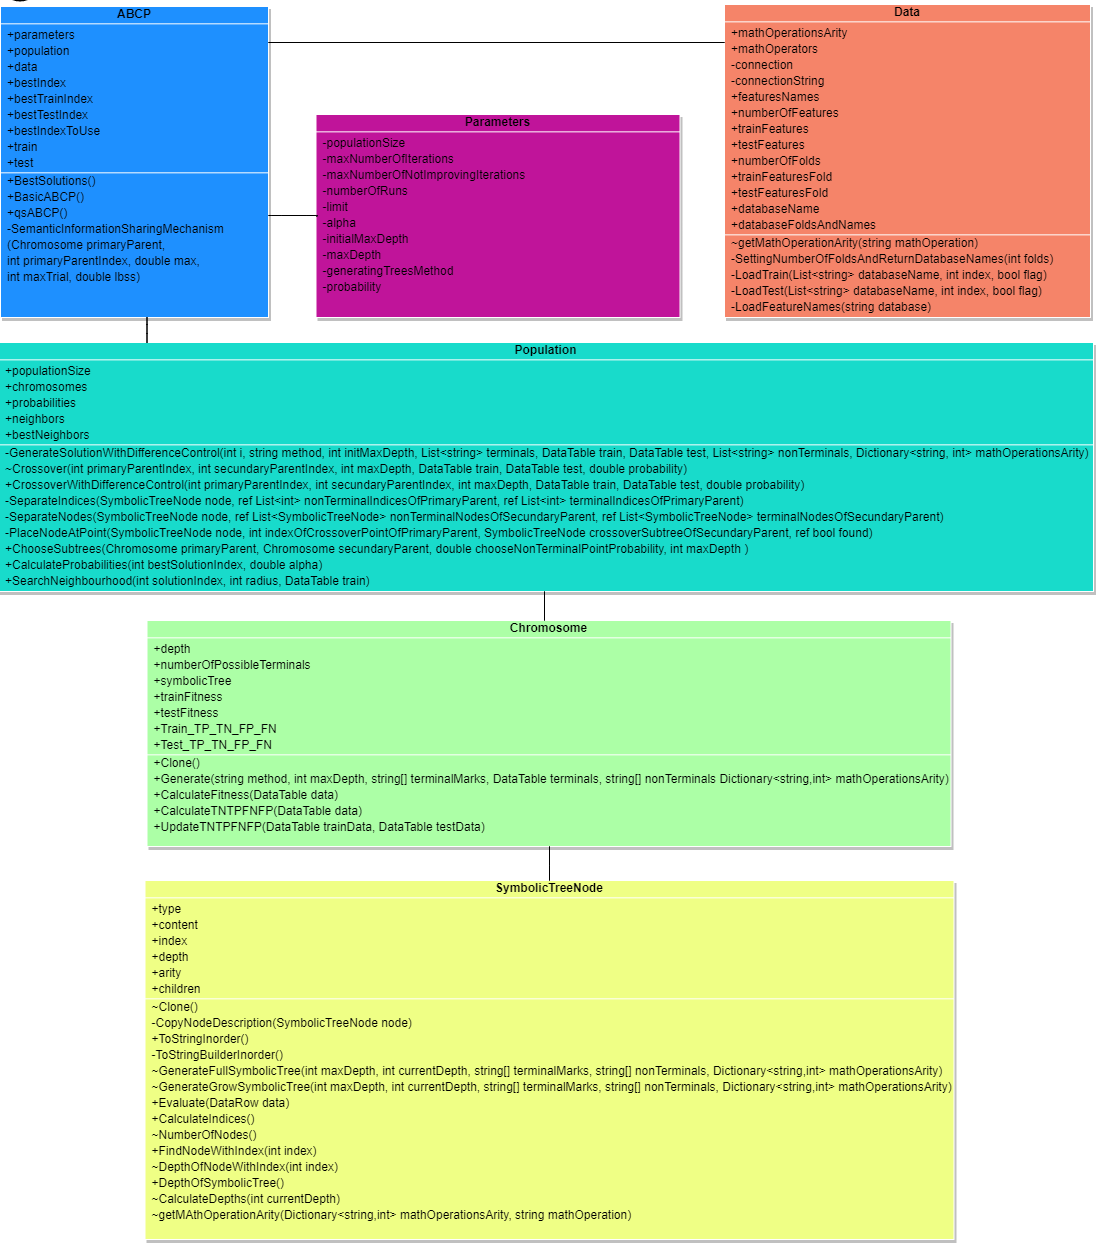 ABCP
+parameters
+population
+data
+bestIndex
+bestTrainIndex
+bestTestIndex
+bestIndexToUse
+train
+test
+BestSolutions()
+BasicABCP()
+qsABCP()
-SemanticInformationSharingMechanism
(Chromosome primaryParent,
int primaryParentIndex, double max,
int maxTrial, double lbss)
Parameters
-populationSize
-maxNumberOfIterations
-maxNumberOfNotImprovingIterations
-numberOfRuns
-limit
-alpha
-initialMaxDepth
-maxDepth
-generatingTreesMethod
-probability
Data
+mathOperationsArity
+mathOperators
-connection
-connectionString
+featuresNames
+numberOfFeatures
+trainFeatures
+testFeatures
+numberOfFolds
+trainFeaturesFold
+testFeaturesFold
+databaseName
+databaseFoldsAndNames
~getMathOperationArity(string mathOperation)
-SettingNumberOfFoldsAndReturnDatabaseNames(int folds)
-LoadTrain(List<string> databaseName, int index, bool flag)
-LoadTest(List<string> databaseName, int index, bool flag)
-LoadFeatureNames(string database)
Population
+populationSize
+chromosomes
+probabilities
+neighbors
+bestNeighbors
-GenerateSolutionWithDifferenceControl(int i, string method, int initMaxDepth, List<string> terminals, DataTable train, DataTable test, List<string> nonTerminals, Dictionary<string, int> mathOperationsArity)
~Crossover(int primaryParentIndex, int secundaryParentIndex, int maxDepth, DataTable train, DataTable test, double probability)
+CrossoverWithDifferenceControl(int primaryParentIndex, int secundaryParentIndex, int maxDepth, DataTable train, DataTable test, double probability)
-SeparateIndices(SymbolicTreeNode node, ref List<int> nonTerminalIndicesOfPrimaryParent, ref List<int> terminalIndicesOfPrimaryParent)
-SeparateNodes(SymbolicTreeNode node, ref List<SymbolicTreeNode> nonTerminalNodesOfSecundaryParent, ref List<SymbolicTreeNode> terminalNodesOfSecundaryParent)
-PlaceNodeAtPoint(SymbolicTreeNode node, int indexOfCrossoverPointOfPrimaryParent, SymbolicTreeNode crossoverSubtreeOfSecundaryParent, ref bool found)
+ChooseSubtrees(Chromosome primaryParent, Chromosome secundaryParent, double chooseNonTerminalPointProbability, int maxDepth )
+CalculateProbabilities(int bestSolutionIndex, double alpha)
+SearchNeighbourhood(int solutionIndex, int radius, DataTable train)
Chromosome
+depth
+numberOfPossibleTerminals
+symbolicTree
+trainFitness
+testFitness
+Train_TP_TN_FP_FN
+Test_TP_TN_FP_FN
+Clone()
+Generate(string method, int maxDepth, string[] terminalMarks, DataTable terminals, string[] nonTerminals Dictionary<string,int> mathOperationsArity)
+CalculateFitness(DataTable data)
+CalculateTNTPFNFP(DataTable data)
+UpdateTNTPFNFP(DataTable trainData, DataTable testData)
SymbolicTreeNode
+type
+content
+index
+depth
+arity
+children
~Clone()
-CopyNodeDescription(SymbolicTreeNode node)
+ToStringInorder()
-ToStringBuilderInorder()
~GenerateFullSymbolicTree(int maxDepth, int currentDepth, string[] terminalMarks, string[] nonTerminals, Dictionary<string,int> mathOperationsArity)
~GenerateGrowSymbolicTree(int maxDepth, int currentDepth, string[] terminalMarks, string[] nonTerminals, Dictionary<string,int> mathOperationsArity)
+Evaluate(DataRow data)
+CalculateIndices()
~NumberOfNodes()
+FindNodeWithIndex(int index)
~DepthOfNodeWithIndex(int index)
+DepthOfSymbolicTree()
~CalculateDepths(int currentDepth)
~getMAthOperationArity(Dictionary<string,int> mathOperationsArity, string mathOperation)